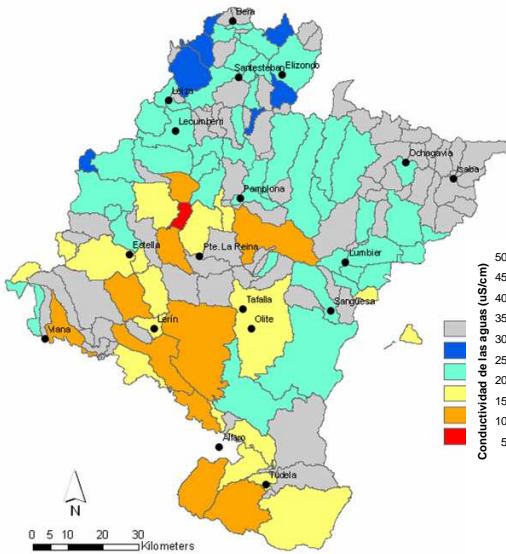 Bera
Santesteban
Elizondo
Leiza
Lecumberri
Ochagavia
Isaba
Pamplona
Estella
Pte. La Reina
Lumbier
Tafalla
Sangüesa
Olite
Lerin
Viana
Alfaro
Tudela
N
0 5 10 20 30
Kilometers
Conductividad de las aguas (uS/cm)
50
45
40
35
30
25
20
15
10
5